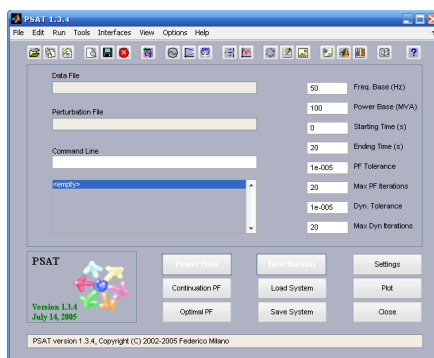 PSAT 1.3.4
File Edit Run Tools Interfaces View Options Help
Data File
50 Freq. Base (Hz)
100 Power Base (MVA)
Perturbation File
0 Starting Time (s)
20 Ending Time (s)
Command Line
1e-005 PF Tolerance
<empty>
20 Max PF Iterations
1e-005 Dyn. Tolerance
20 Max Dyn Iterations
PSAT
Version 1.3.4
July 14, 2005
Power Flow Time Domain Settings
Continuation PF Load System Plot
Optimal PF Save System Close
PSAT version 1.3.4, Copyright (C) 2002-2005 Federico Milano